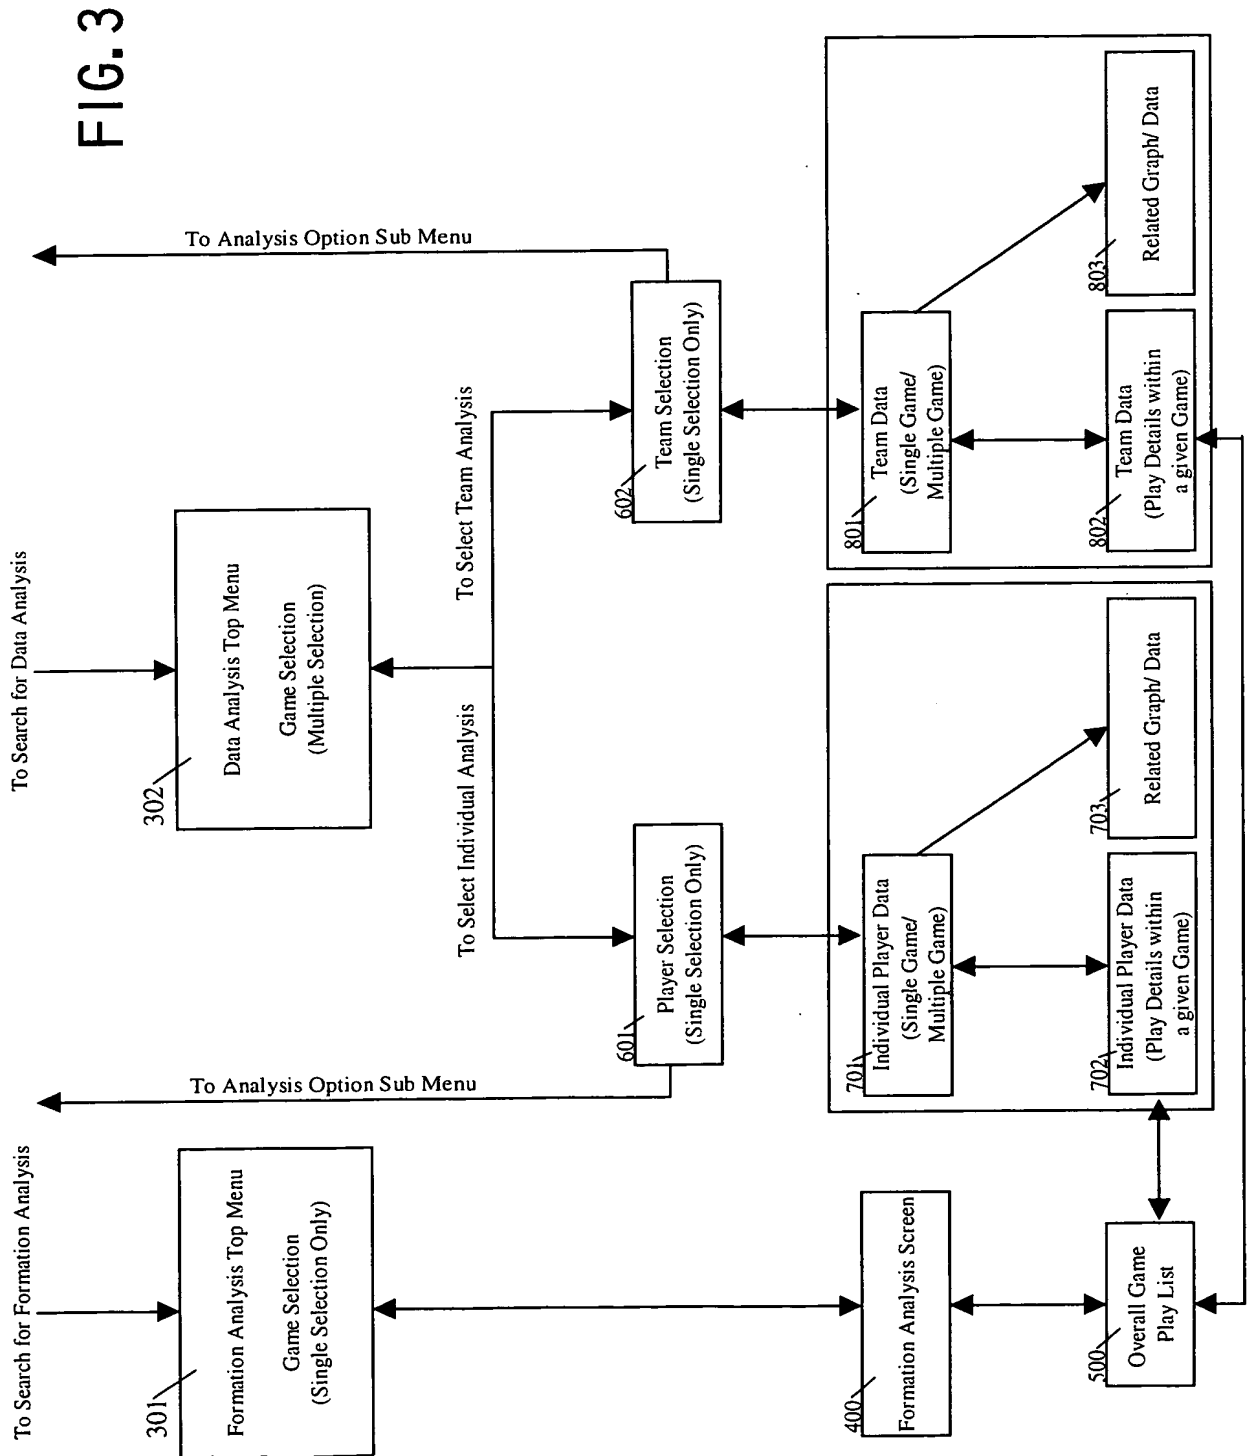 FIG. 3
To Search for Formation Analysis
301
Formation Analysis Top Menu
Game Selection
(Single Selection Only)
To Analysis Option Sub Menu
To Search for Data Analysis
302
Data Analysis Top Menu
Game Selection
(Multiple Selection)
To Analysis Option Sub Menu
To Select Individual Analysis
To Select Team Analysis
601
Player Selection
(Single Selection Only)
602
Team Selection
(Single Selection Only)
400
Formation Analysis Screen
701
Individual Player Data
(Single Game/
Multiple Game)
801
Team Data
(Single Game/
Multiple Game)
500
Overall Game
Play List
702
Individual Player Data
(Play Details within
a given Game)
703
Related Graph/ Data
802
Team Data
(Play Details within
a given Game)
803
Related Graph/ Data